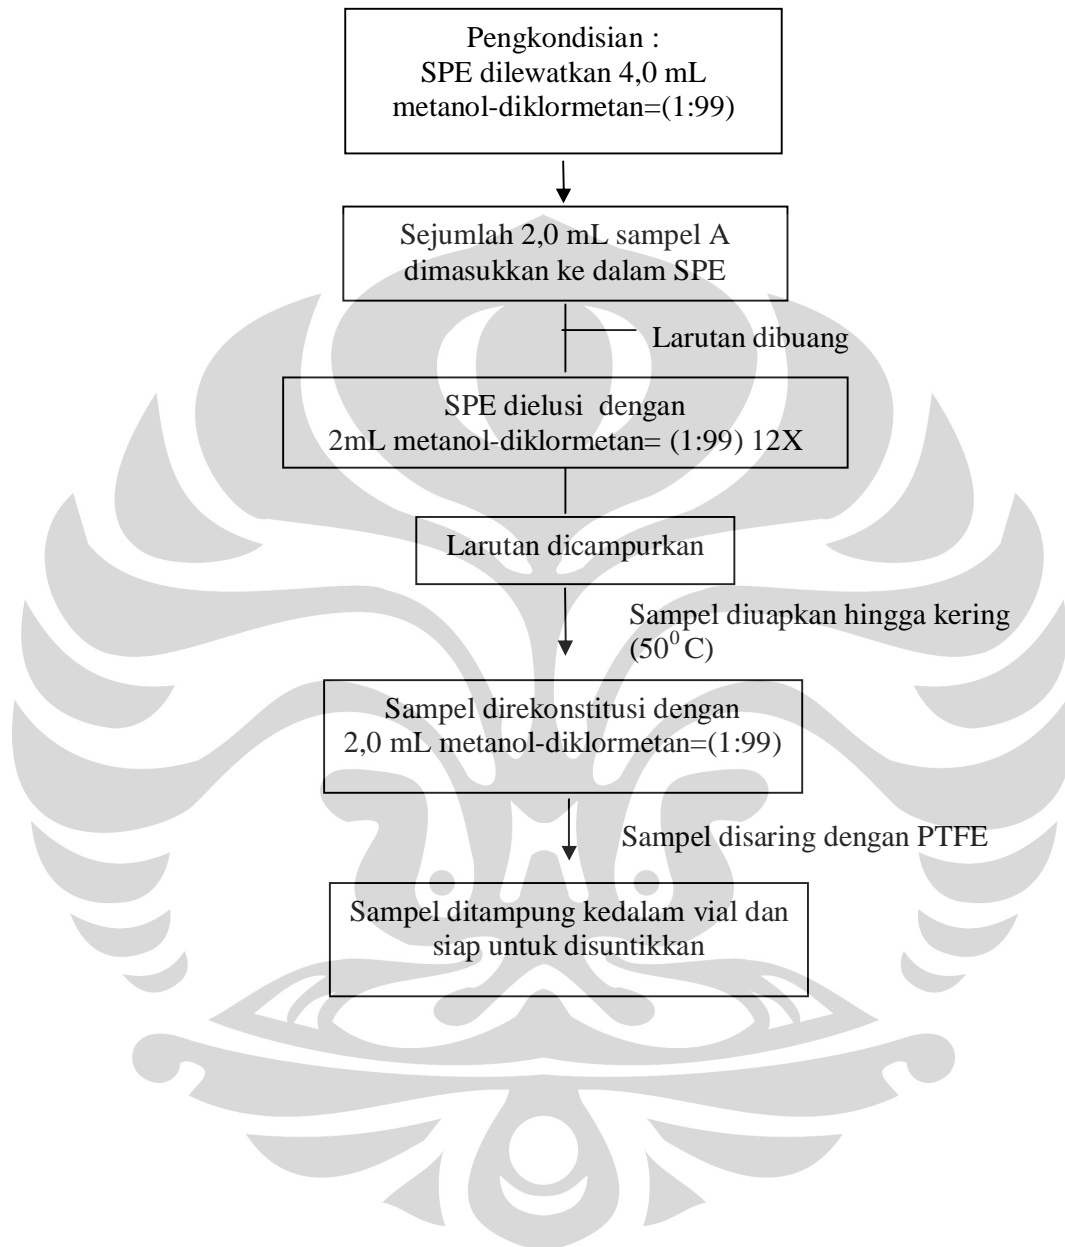 Pengkondisian :
SPE dilewatkan 4,0 mL
metanol-diklormetan=(1:99)
Sejumlah 2,0 mL sampel A
dimasukkan ke dalam SPE
Larutan dibuang
SPE dielusi dengan
2mL metanol-diklormetan= (1:99) 12X
Larutan dicampurkan
Sampel diuapkan hingga kering
(50⁰ C)
Sampel direkonstitusi dengan
2,0 mL metanol-diklormetan=(1:99)
Sampel disaring dengan PTFE
Sampel ditampung kedalam vial dan
siap untuk disuntikkan